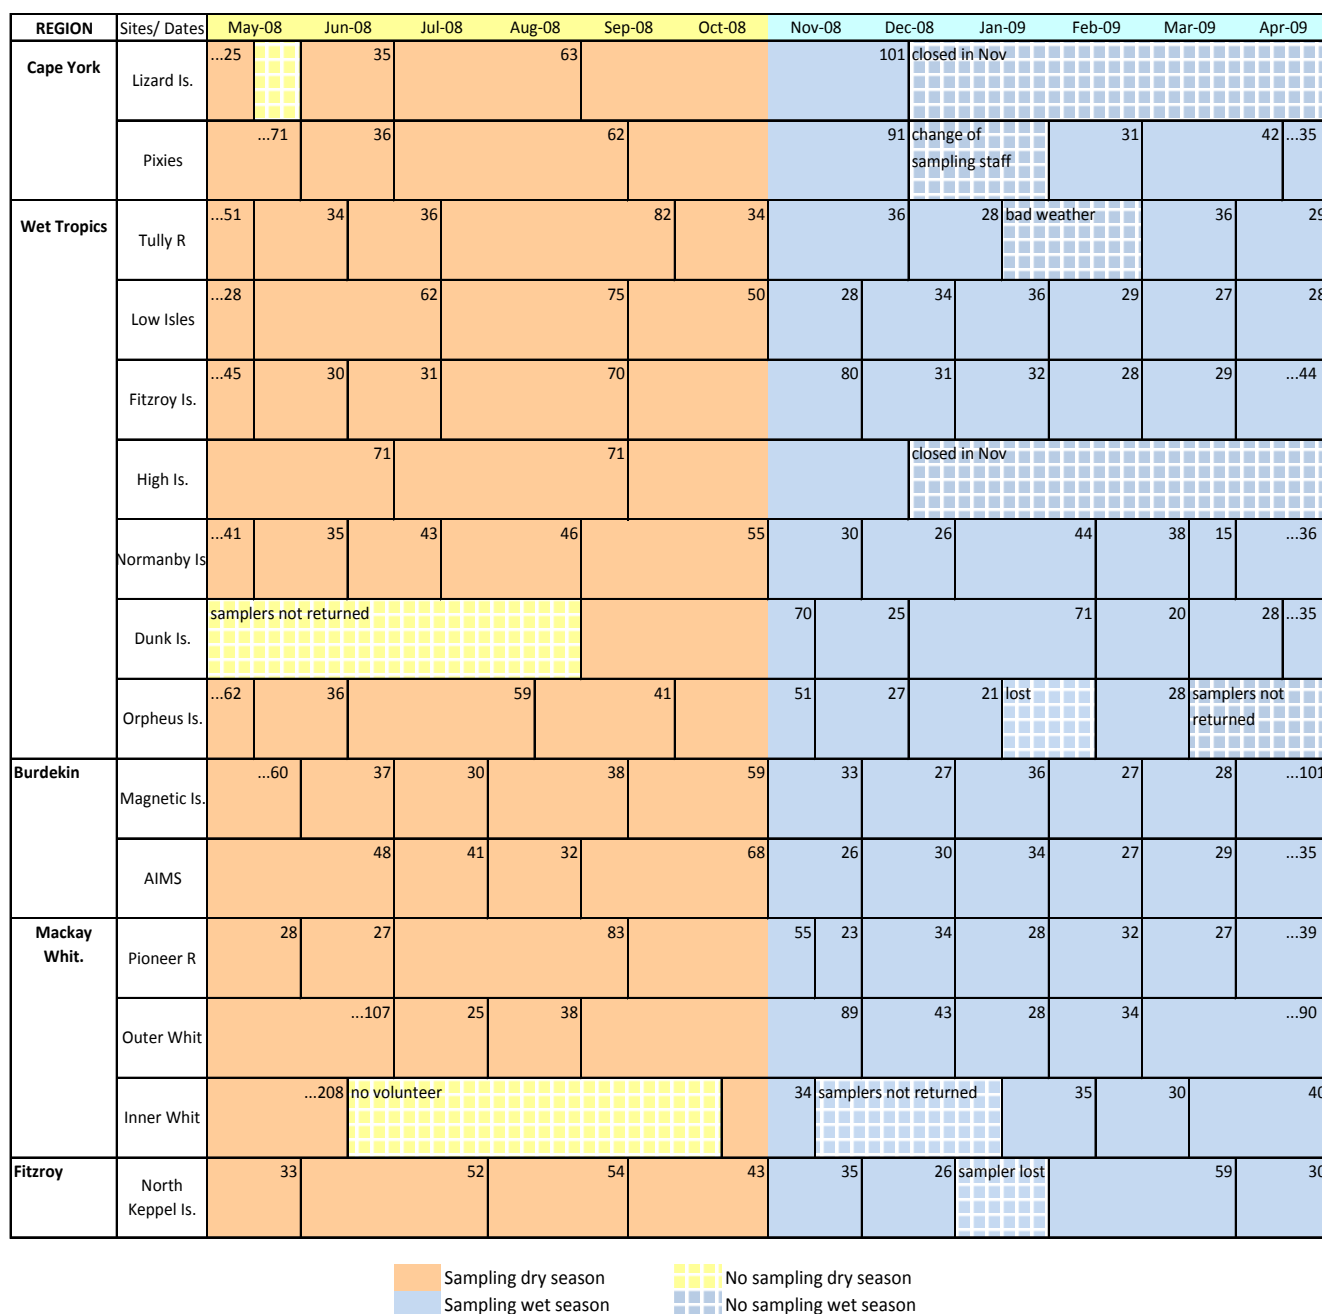 REGION Sites/ Dates May-08 Jun-08 Jul-08 Aug-08 Sep-08 Oct-08 Nov-08 Dec-08 Jan-09 Feb-09 Mar-09 Apr-09
Cape York
Lizard Is.
...25 35 63 101 closed in Nov
Pixies
...71 36 62 91 change of
sampling staff
31 42 ...35
Wet Tropics
Tully R
...51 34 36 82 34 36 28 bad weather 36 29
Low Isles
...28 62 75 50 28 34 36 29 27 28
Fitzroy Is.
...45 30 31 70 80 31 32 28 29 ...44
High Is.
71 71 closed in Nov
Normanby Is
...41 35 43 46 55 30 26 44 38 15 ...36
Dunk Is.
samplers not returned 70 25 71 20 28 ...35
Orpheus Is.
...62 36 59 41 51 27 21 lost 28 samplers not
returned
Burdekin
Magnetic Is.
...60 37 30 38 59 33 27 36 27 28 ...101
AIMS
48 41 32 68 26 30 34 27 29 ...35
Mackay
Whit.
Pioneer R
28 27 83 55 23 34 28 32 27 ...39
Outer Whit
...107 25 38 89 43 28 34 ...90
Inner Whit
...208 no volunteer 34 samplers not returned 35 30 40
Fitzroy
North
Keppel Is.
33 52 54 43 35 26 sampler lost 59 30
Sampling dry season No sampling dry season
Sampling wet season No sampling wet season